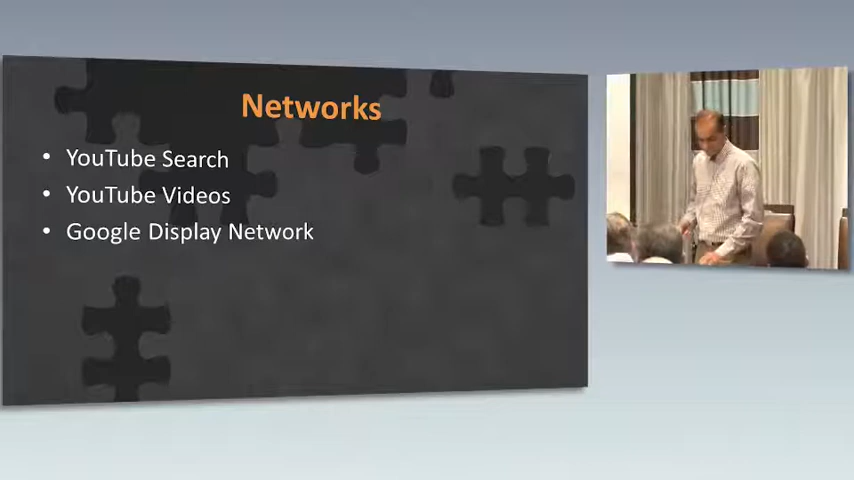 Networks
• YouTube Search
• YouTube Videos
• Google Display Network